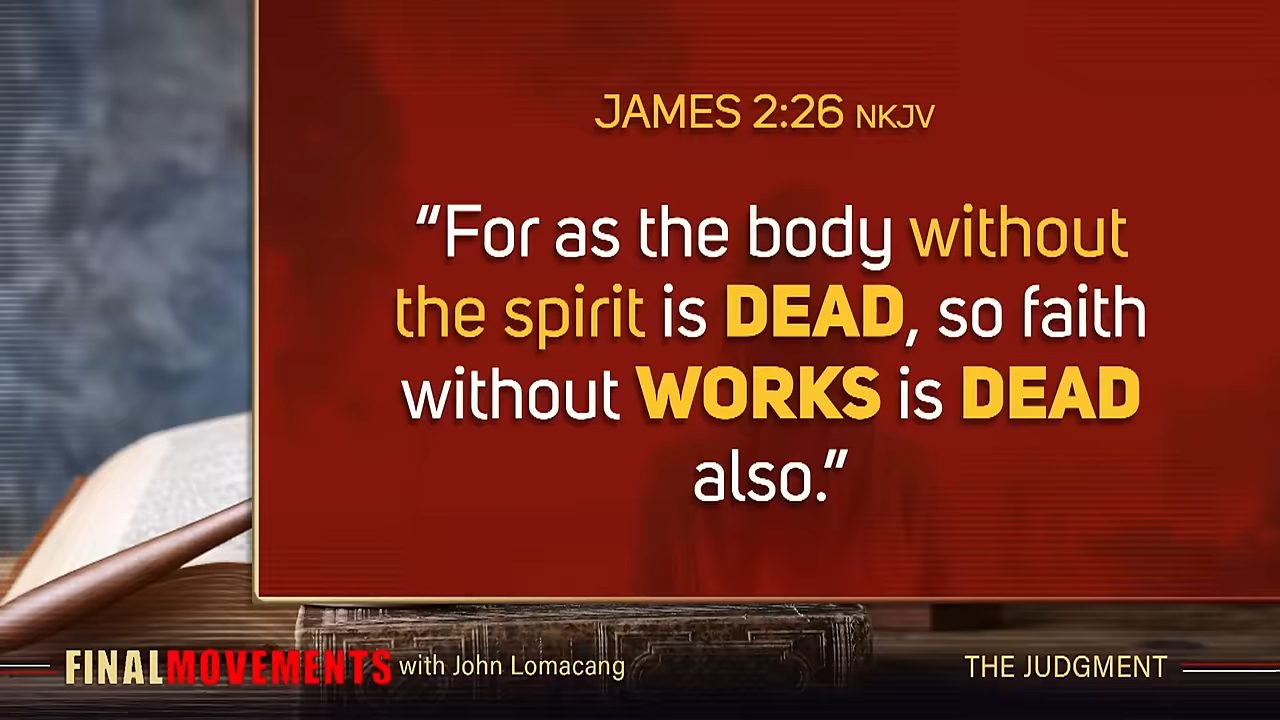 JAMES 2:26 NKJV
“For as the body without
the spirit is DEAD, so faith
without WORKS is DEAD
also.”
FINALMOVEMENTS with John Lomacang
THE JUDGMENT